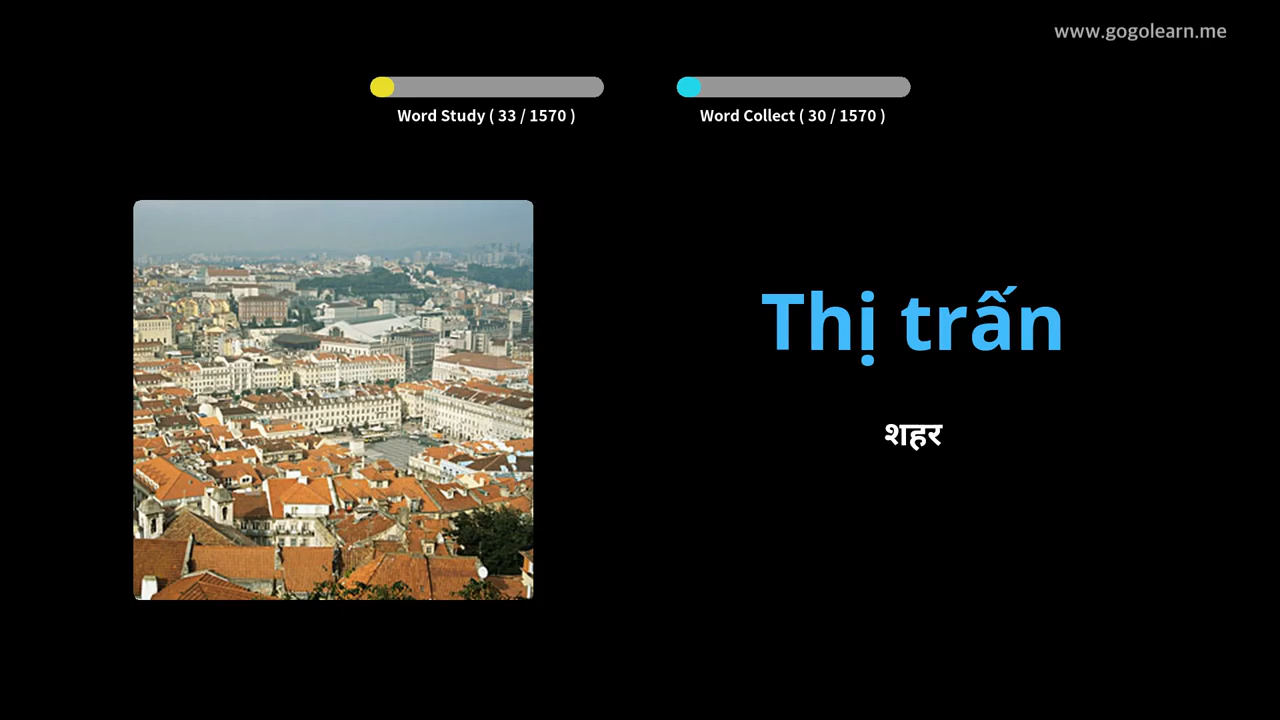 www.gogolearn.me
Word Study ( 33 / 1570 )
Word Collect ( 30 / 1570 )
Thị trấn
शहर